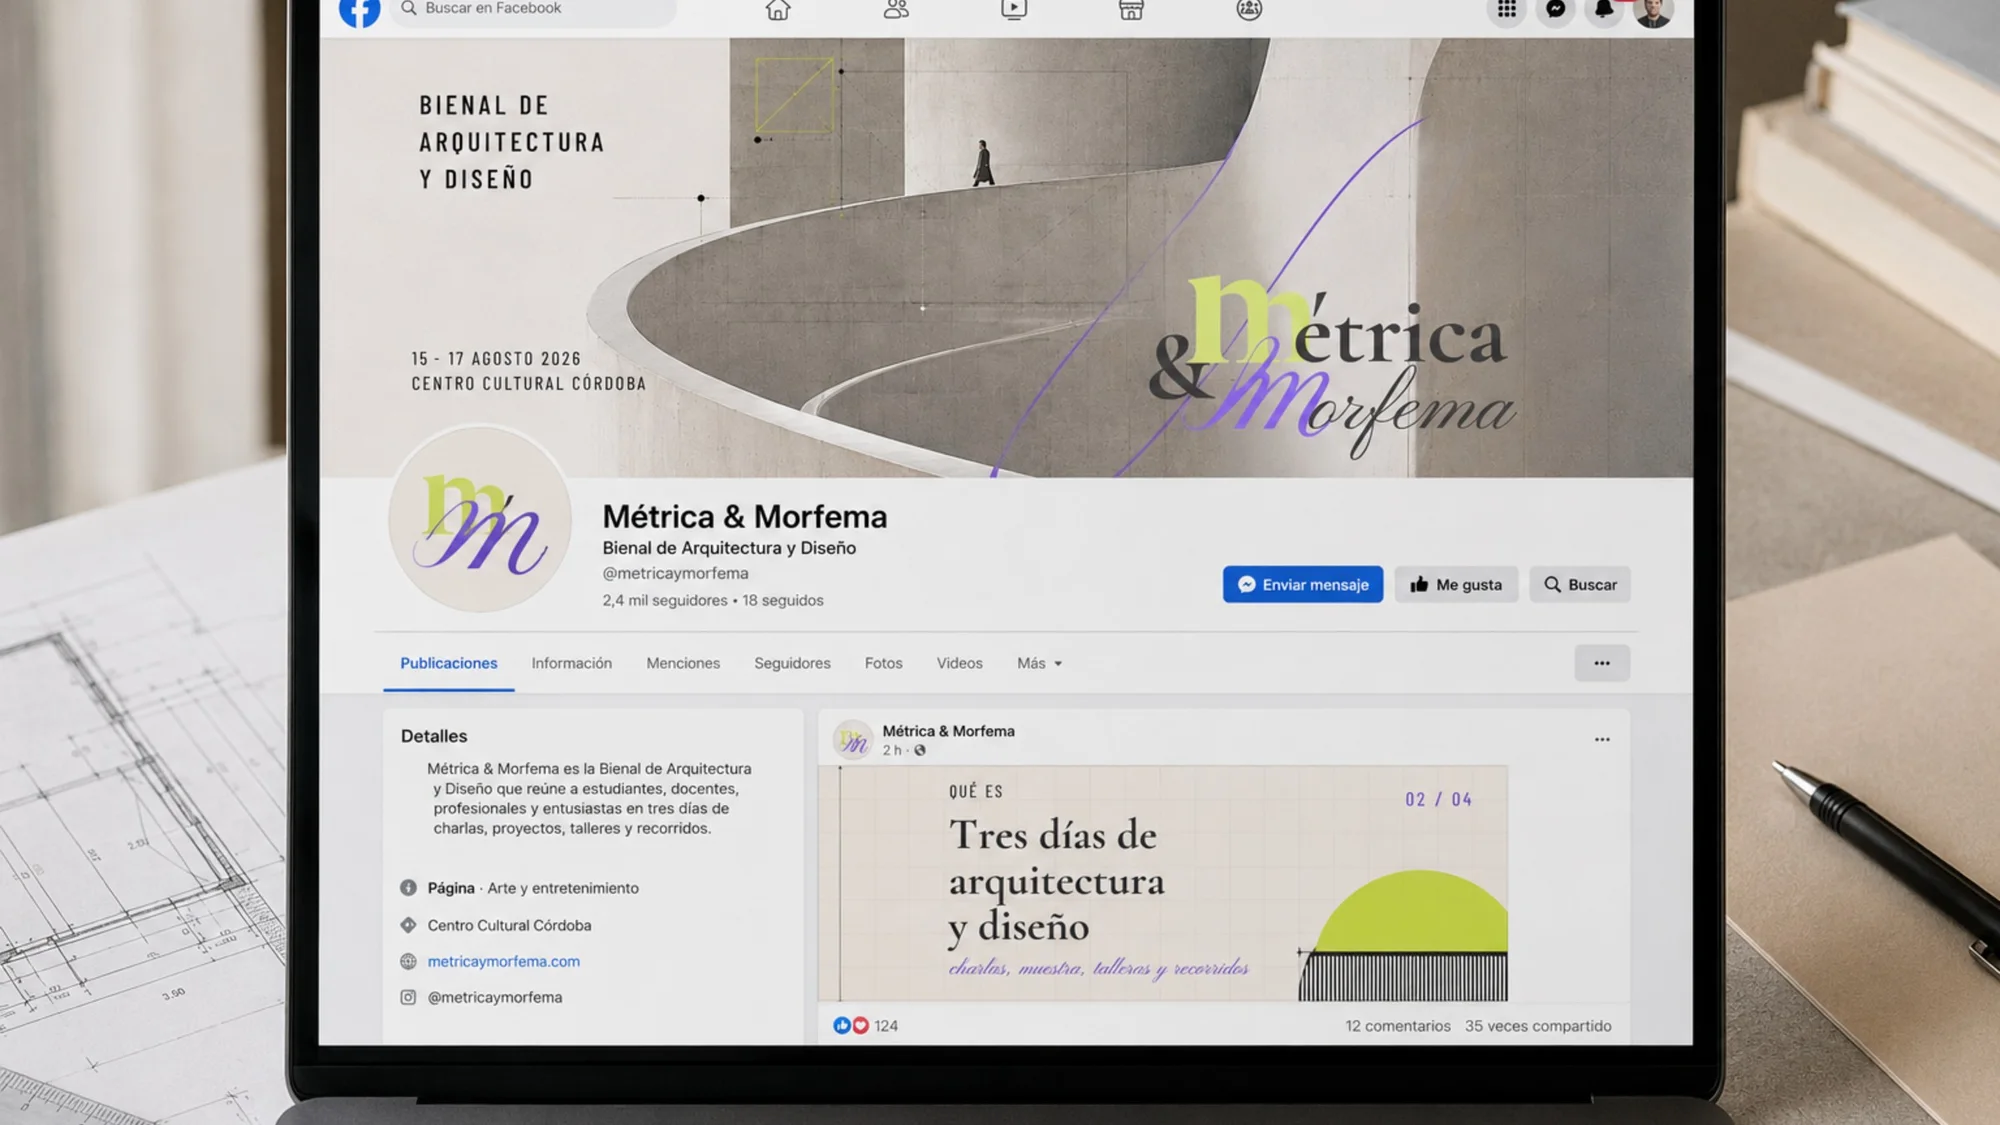 Buscar en Facebook
BIENAL DE
ARQUITECTURA
Y DISEÑO
15 - 17 AGOSTO 2026
CENTRO CULTURAL CÓRDOBA
métrica
& Morfema
mm
Métrica & Morfema
Bienal de Arquitectura y Diseño
@metricaymorfema
2,4 mil seguidores • 18 seguidos
Enviar mensaje
Me gusta
Buscar
Publicaciones
Información
Menciones
Seguidores
Fotos
Videos
Más
Detalles
Métrica & Morfema es la Bienal de Arquitectura
y Diseño que reúne a estudiantes, docentes,
profesionales y entusiastas en tres días de
charlas, proyectos, talleres y recorridos.
Página · Arte y entretenimiento
Centro Cultural Córdoba
metricaymorfema.com
@metricaymorfema
mm
Métrica & Morfema
2 h ·
QUÉ ES
02 / 04
Tres días de
arquitectura
y diseño
charlas, muestra, talleres y recorridos
124
12 comentarios
35 veces compartido
3.50